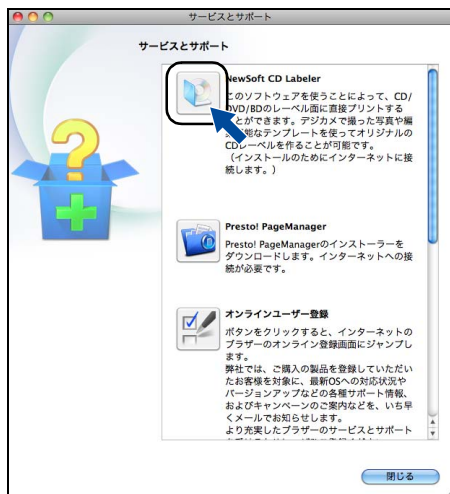 サービスとサポート
サービスとサポート
NewSoft CD Labeler
このソフトウェアを使うことによって、CD/
DVD/BDのレーベル面に直接プリントする
ことができます。デジカメで撮った写真や編
能なテンプレートを使ってオリジナルの
CDレーベルを作ることが可能です。
（インストールのためにインターネットに接
続します。）
Presto! PageManager
Presto! PageManagerのインストーラーを
ダウンロードします。インターネットへの接
続が必要です。
オンラインユーザー登録
ボタンをクリックすると、インターネットの
ブラザーのオンライン登録画面にジャンプし
ます。
弊社では、ご購入の製品を登録していただい
たお客様を対象に、最新OSへの対応状況や
バージョンアップなどの各種サポート情報、
およびキャンペーンのご案内などを、いち早
くメールでお知らせします。
より充実したブラザーのサービスとサポート
閉じる